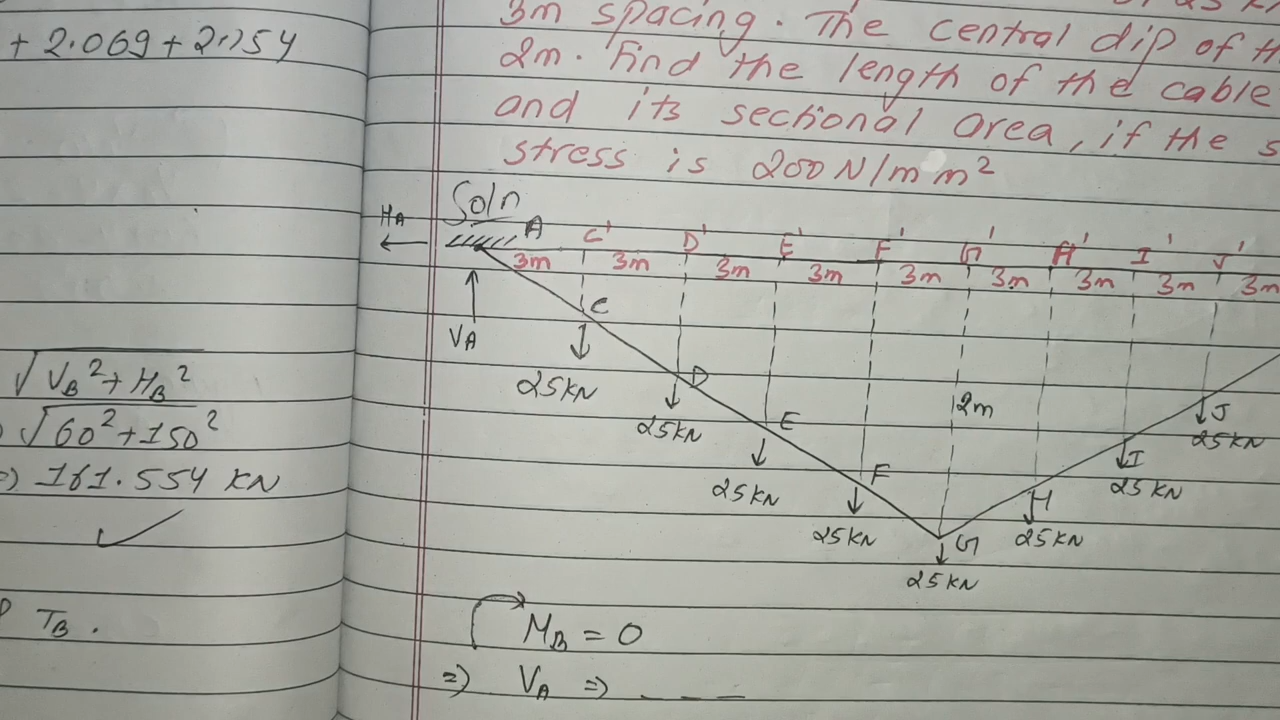 + 2.069 + 2.154
√VB² + HB²
√60² + 150²
=) 161.554 KN
TB.
3m spacing. The central dip of
2m. Find the length of the cable
and its sectional area, if the
stress is 200 N/mm²
Soln
HA
A C' D' E' F' G' H' I' J'
3m 3m 3m 3m 3m 3m 3m 3m 3m
VA
C
25KN
D
25KN
E
25KN
F
25KN
2m
G
25KN
H
25KN
I
25KN
J
25KN
MB = 0
=) VA =) _ _ _